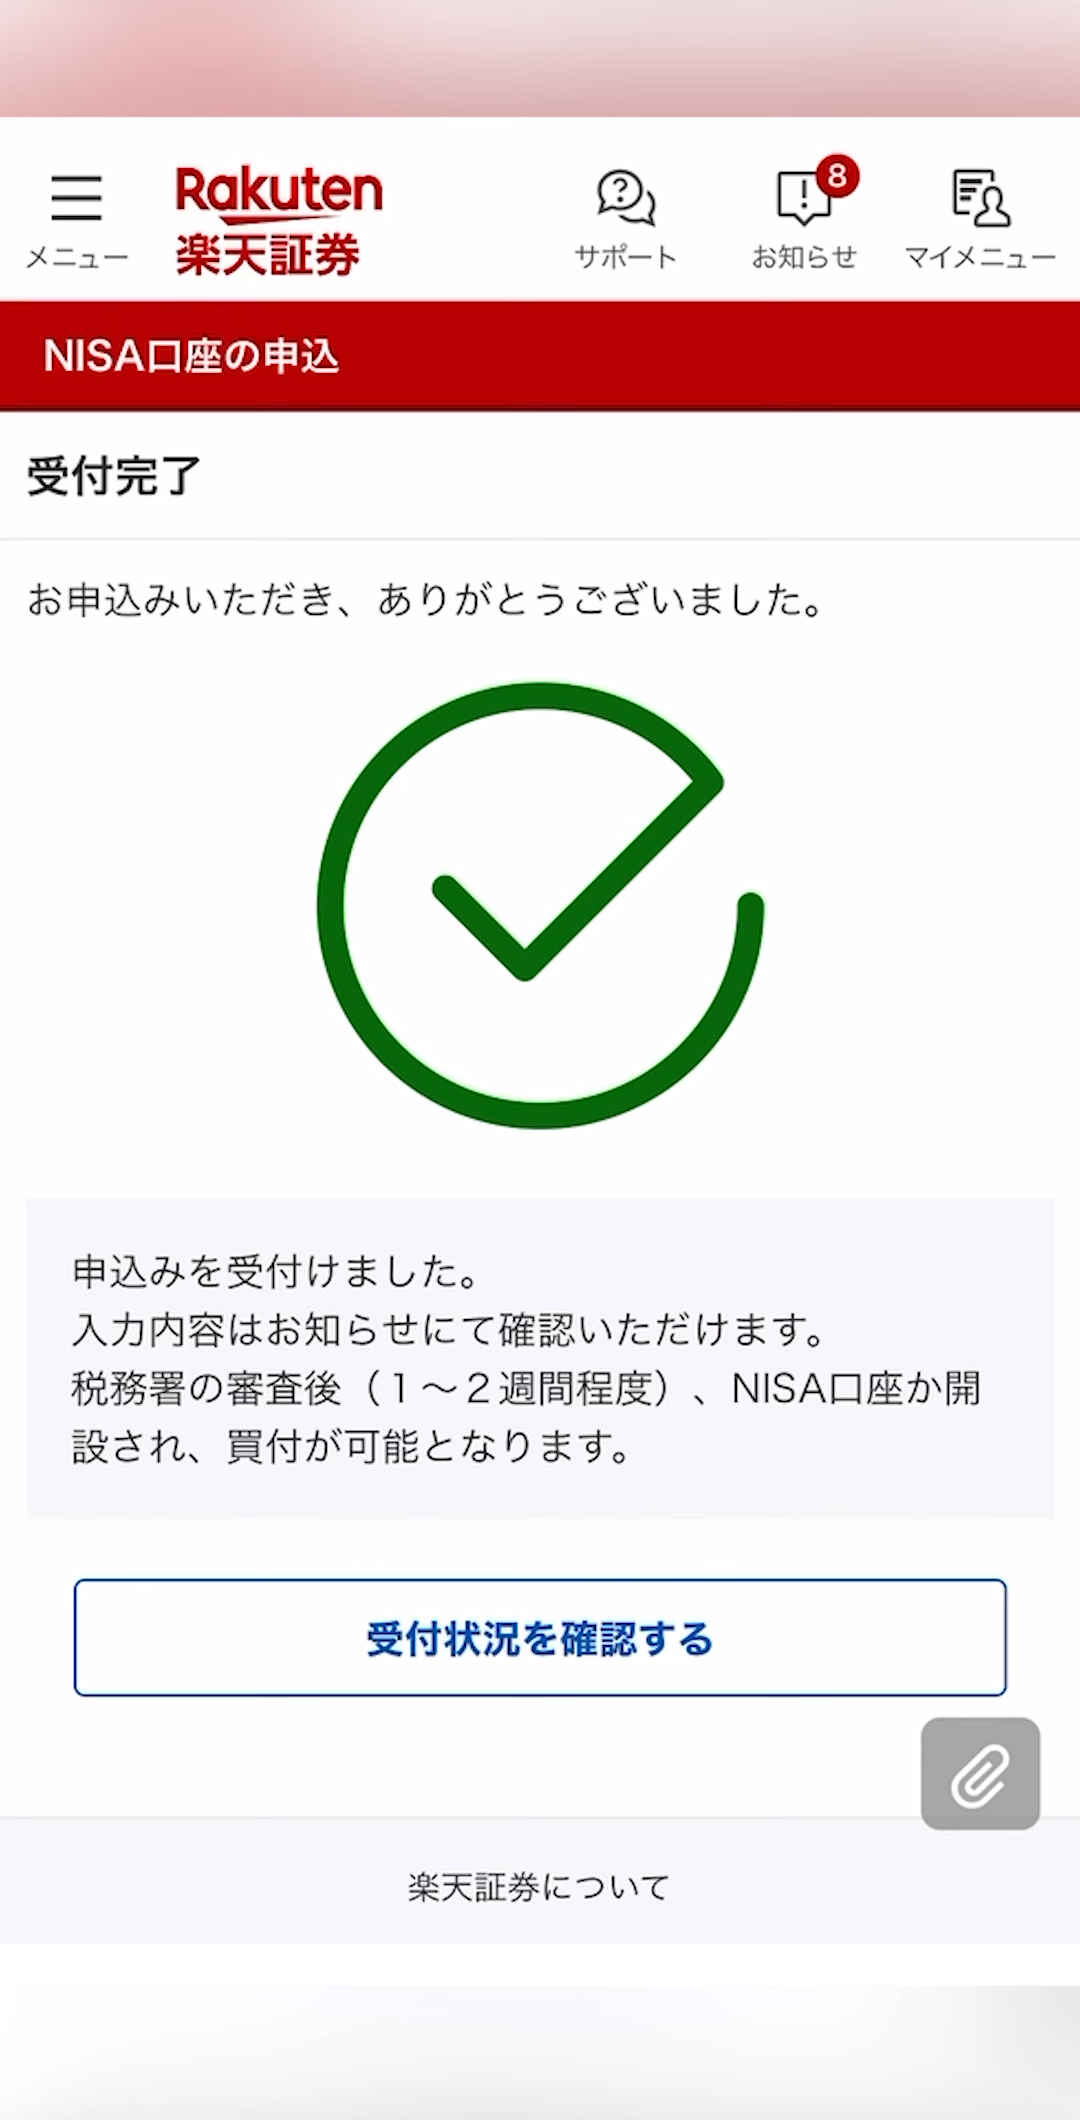 メニュー
Rakuten
楽天証券
サポート
8
お知らせ
マイメニュー
NISA口座の申込
受付完了
お申込みいただき、ありがとうございました。
申込みを受付けました。
入力内容はお知らせにて確認いただけます。
税務署の審査後（１〜２週間程度）、NISA口座か開
設され、買付が可能となります。
受付状況を確認する
楽天証券について